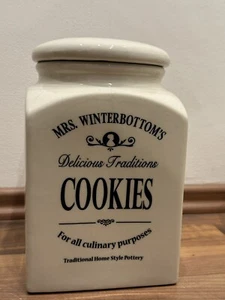 MRS. WINTERBOTTOM'S
Delicious Traditions
COOKIES
For all culinary purposes
Traditional Home Style Pottery